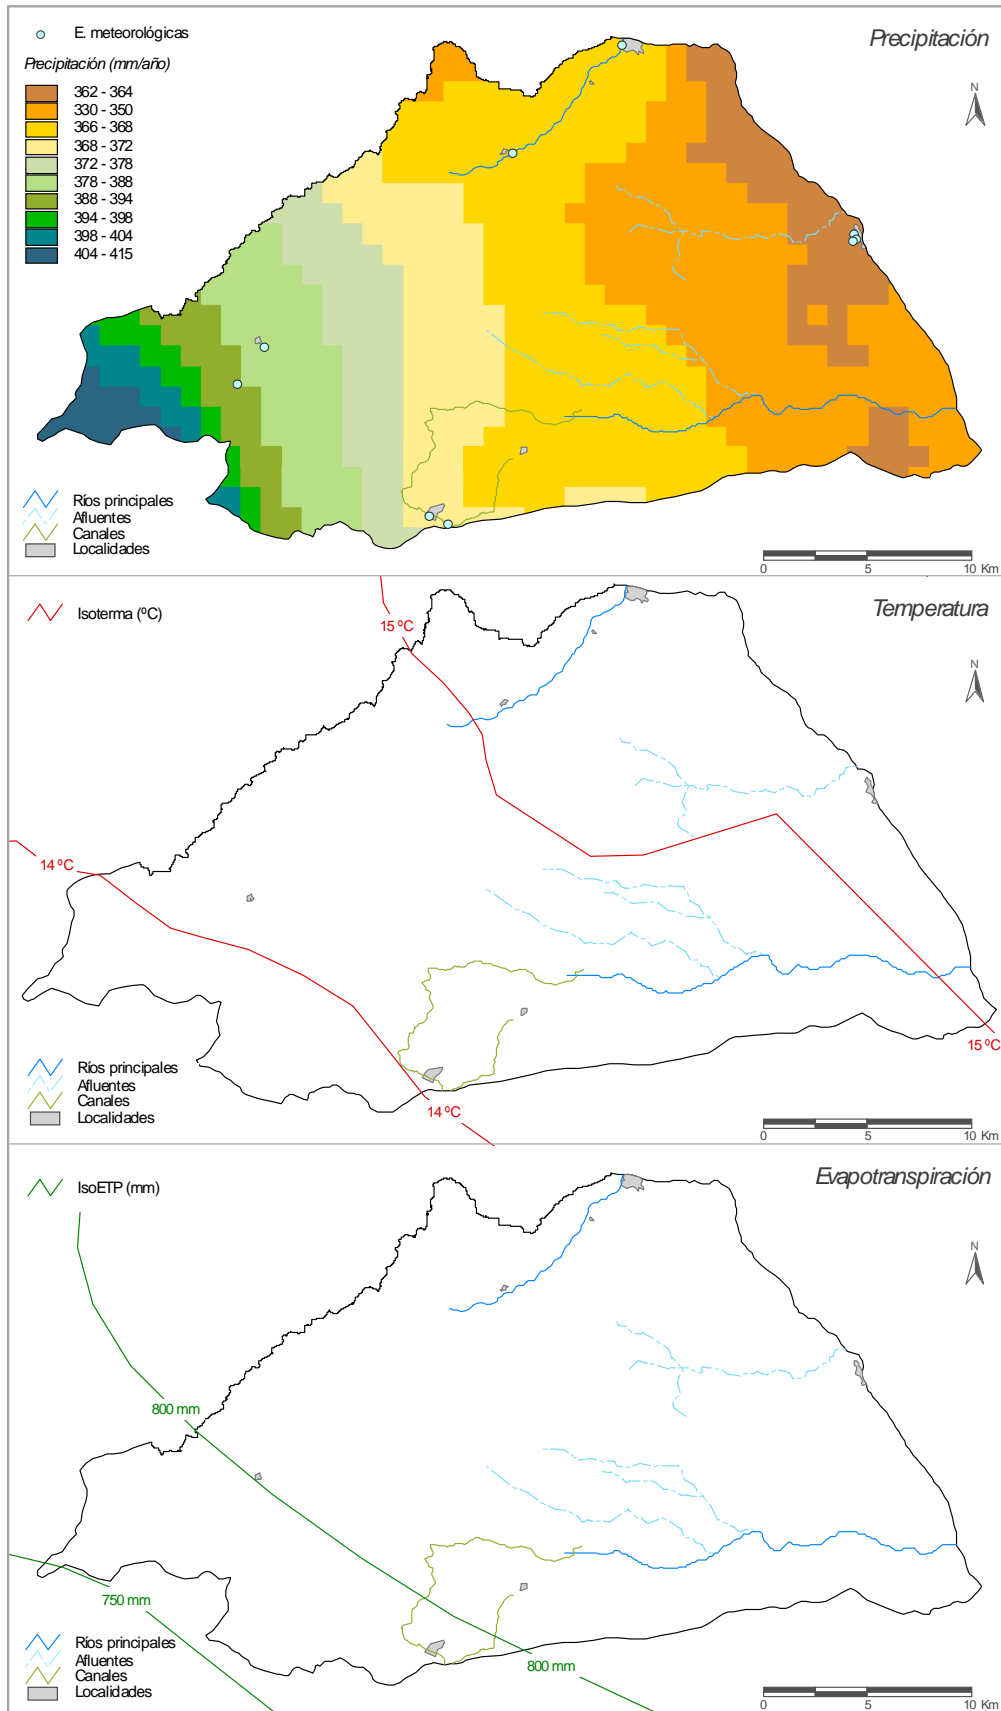 E. meteorológicas
Precipitación
Precipitación (mm/año)
362 - 364
330 - 350
366 - 368
368 - 372
372 - 378
378 - 388
388 - 394
394 - 398
398 - 404
404 - 415
N
Ríos principales
Afluentes
Canales
Localidades
0 5 10 Km
Isoterma (ºC)
Temperatura
15 ºC
N
14 ºC
15 ºC
14 ºC
Ríos principales
Afluentes
Canales
Localidades
0 5 10 Km
IsoETP (mm)
Evapotranspiración
N
800 mm
750 mm
800 mm
Ríos principales
Afluentes
Canales
Localidades
0 5 10 Km